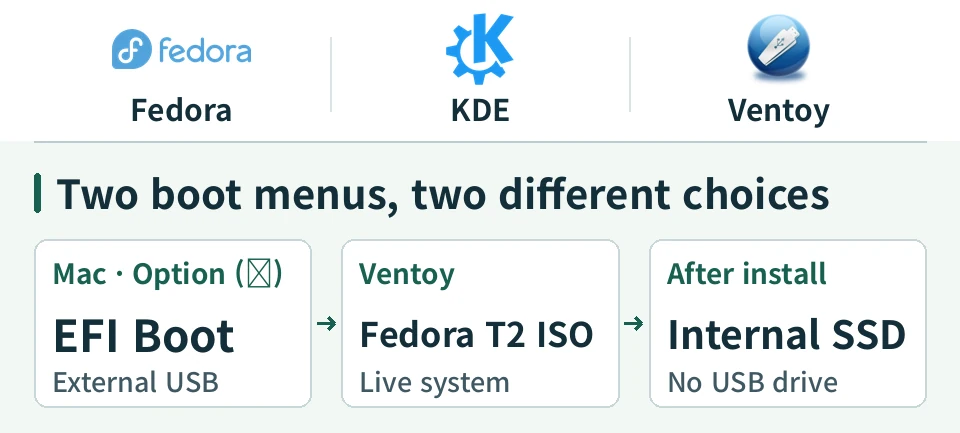 fedora
Fedora
KDE
Ventoy
Two boot menus, two different choices
Mac · Option (☒)
EFI Boot
External USB
→
Ventoy
Fedora T2 ISO
Live system
→
After install
Internal SSD
No USB drive